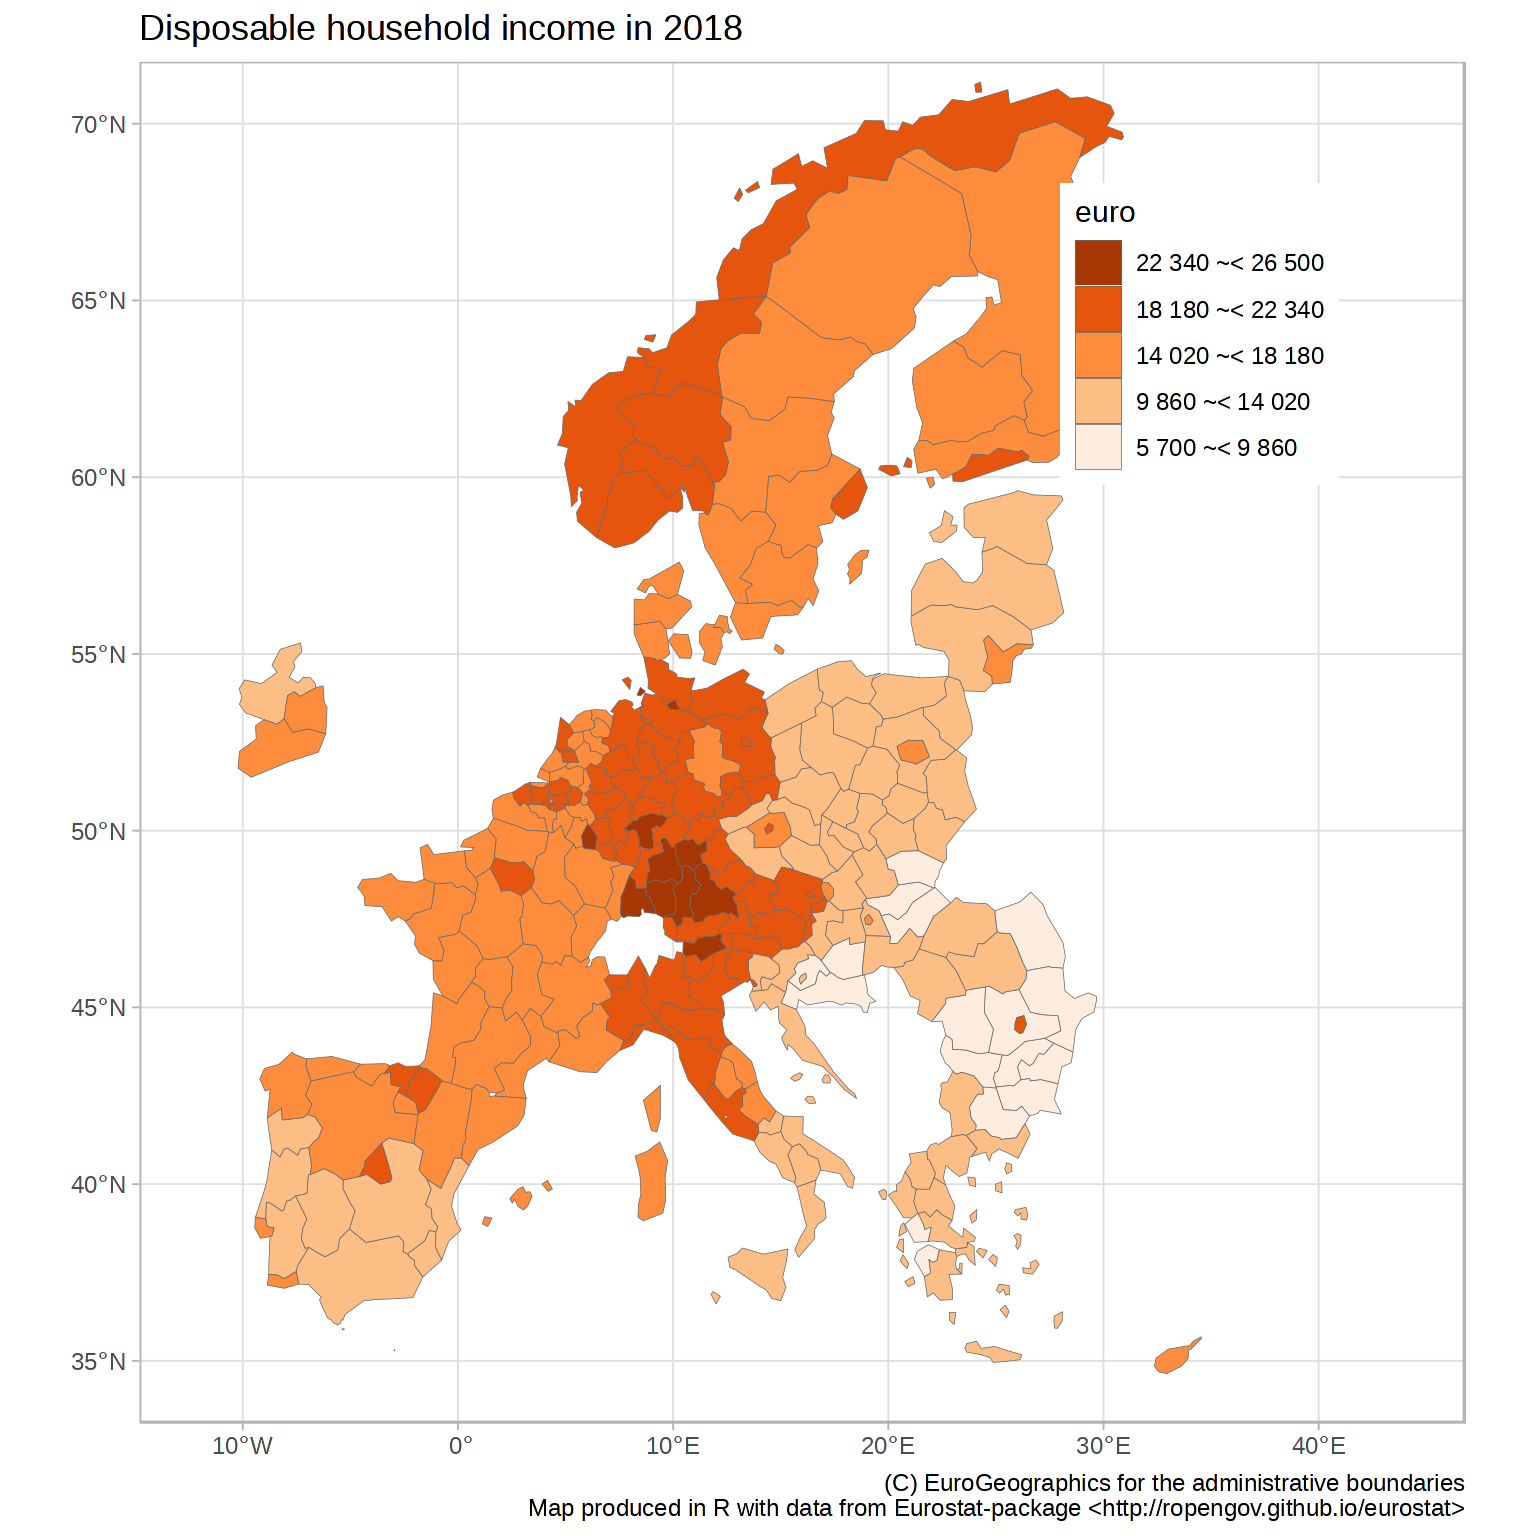 Disposable household income in 2018
70°N
65°N
60°N
55°N
50°N
45°N
40°N
35°N
euro
22 340 ~< 26 500
18 180 ~< 22 340
14 020 ~< 18 180
9 860 ~< 14 020
5 700 ~< 9 860
10°W
0°
10°E
20°E
30°E
40°E
(C) EuroGeographics for the administrative boundaries
Map produced in R with data from Eurostat-package <http://ropengov.github.io/eurostat>